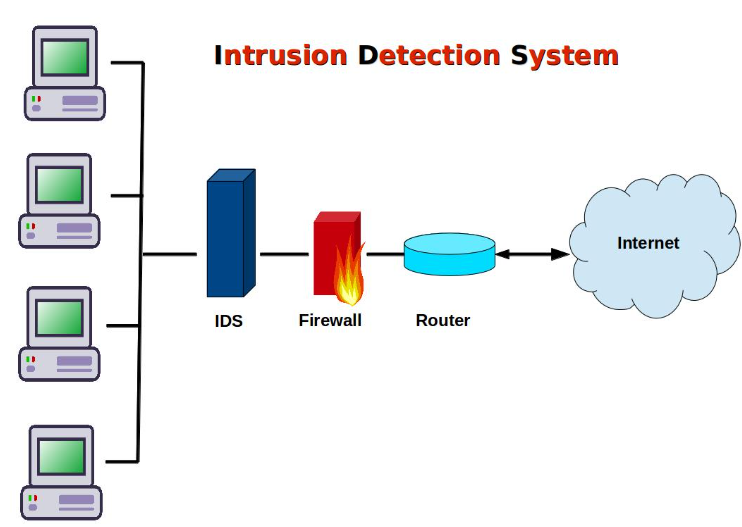 Intrusion Detection System
Internet
IDS
Firewall
Router